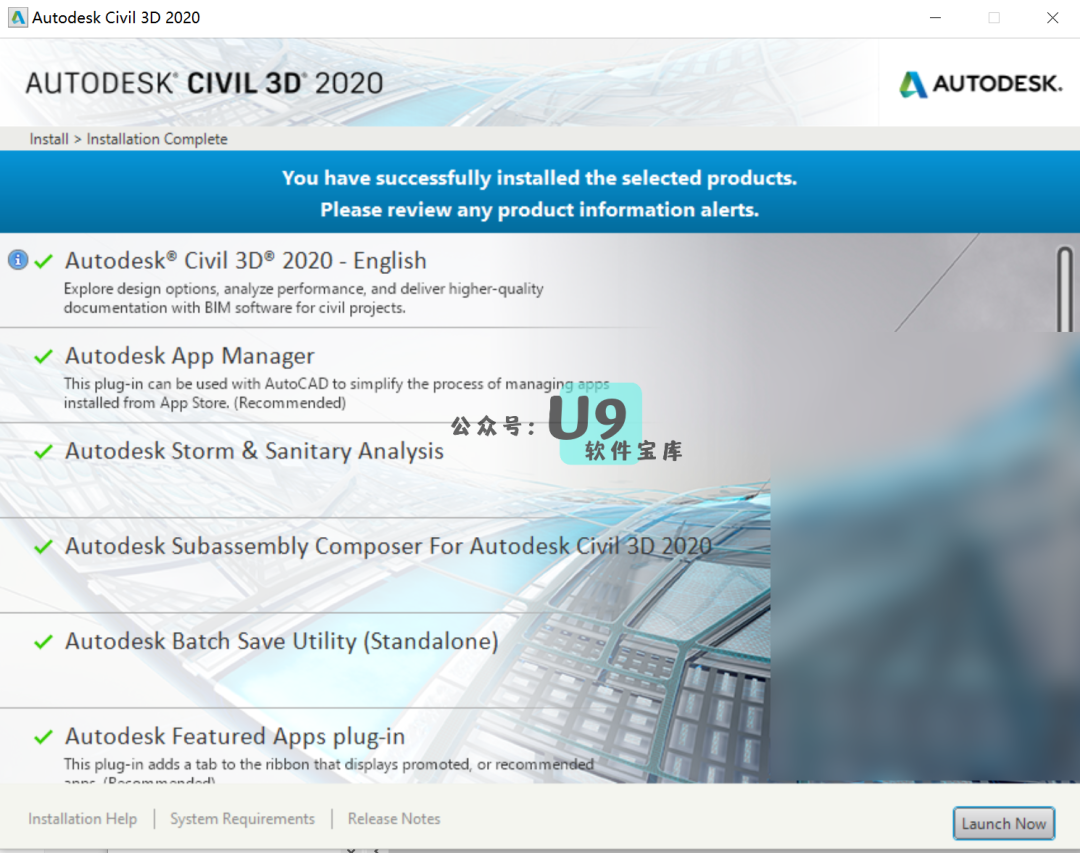 Autodesk Civil 3D 2020
AUTODESK® CIVIL 3D® 2020
AUTODESK.
Install > Installation Complete
You have successfully installed the selected products.
Please review any product information alerts.
Autodesk® Civil 3D® 2020 - English
Explore design options, analyze performance, and deliver higher-quality
documentation with BIM software for civil projects.
Autodesk App Manager
This plug-in can be used with AutoCAD to simplify the process of managing apps
installed from App Store. (Recommended)
公众号：U9
软件宝库
Autodesk Storm & Sanitary Analysis
Autodesk Subassembly Composer For Autodesk Civil 3D 2020
Autodesk Batch Save Utility (Standalone)
Autodesk Featured Apps plug-in
This plug-in adds a tab to the ribbon that displays promoted, or recommended
apps. (Recommended)
Installation Help
System Requirements
Release Notes
Launch Now